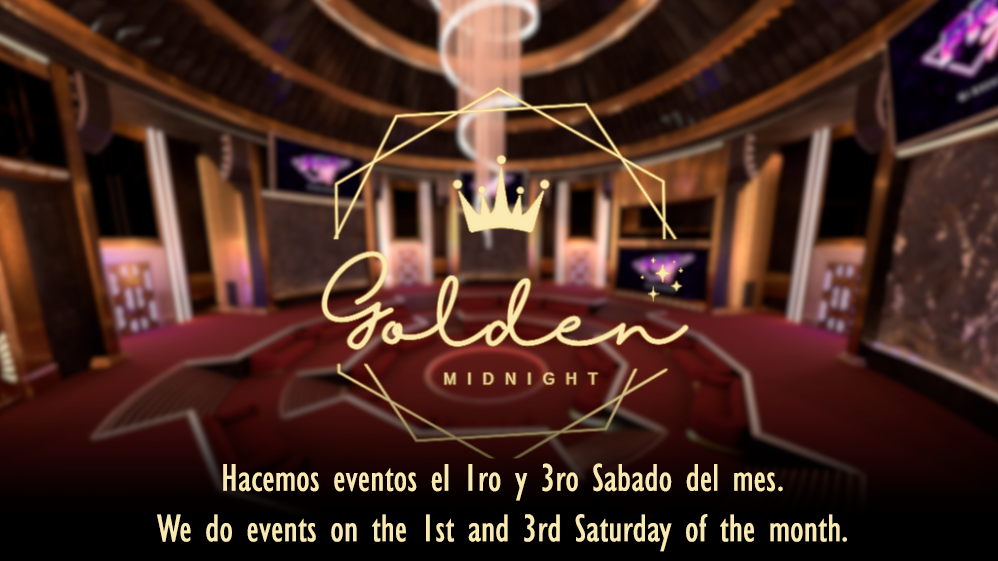 Golden
MIDNIGHT
Hacemos eventos el 1ro y 3ro Sabado del mes.
We do events on the 1st and 3rd Saturday of the month.